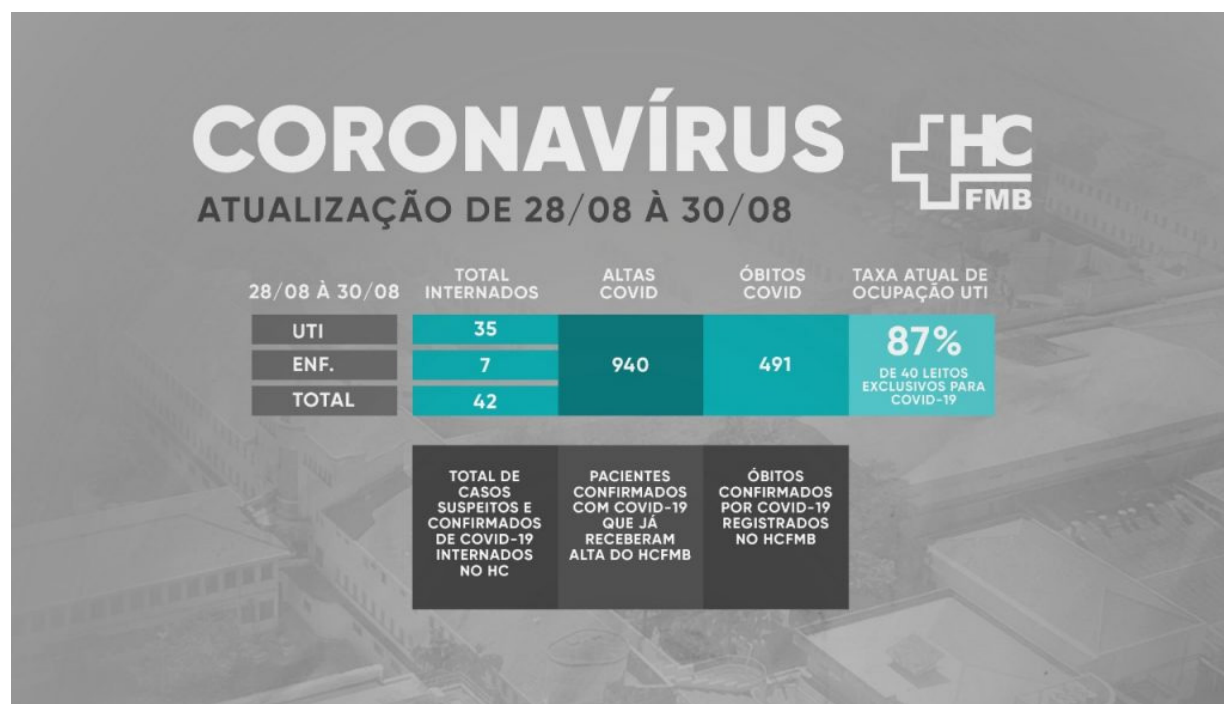 CORONAVÍRUS
HC
FMB
ATUALIZAÇÃO DE 28/08 À 30/08
28/08 À 30/08
TOTAL
INTERNADOS
ALTAS
COVID
ÓBITOS
COVID
TAXA ATUAL DE
OCUPAÇÃO UTI
UTI
35
ENF.
7
TOTAL
42
940
491
87%
DE 40 LEITOS
EXCLUSIVOS PARA
COVID-19
TOTAL DE
CASOS
SUSPEITOS E
CONFIRMADOS
DE COVID-19
INTERNADOS
NO HC
PACIENTES
CONFIRMADOS
COM COVID-19
QUE JÁ
RECEBERAM
ALTA DO HCFMB
ÓBITOS
CONFIRMADOS
POR COVID-19
REGISTRADOS
NO HCFMB